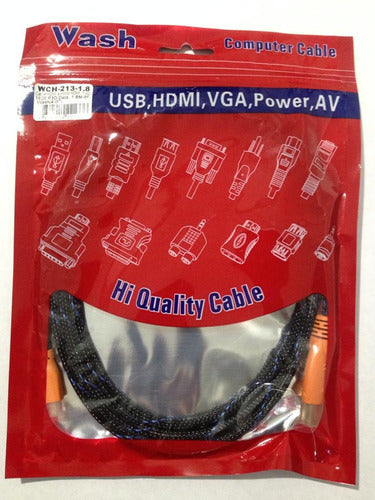 Wash
Computer Cable
WCH-213-1.8
USB,HDMI,VGA,Power,AV
Hi Quality Cable